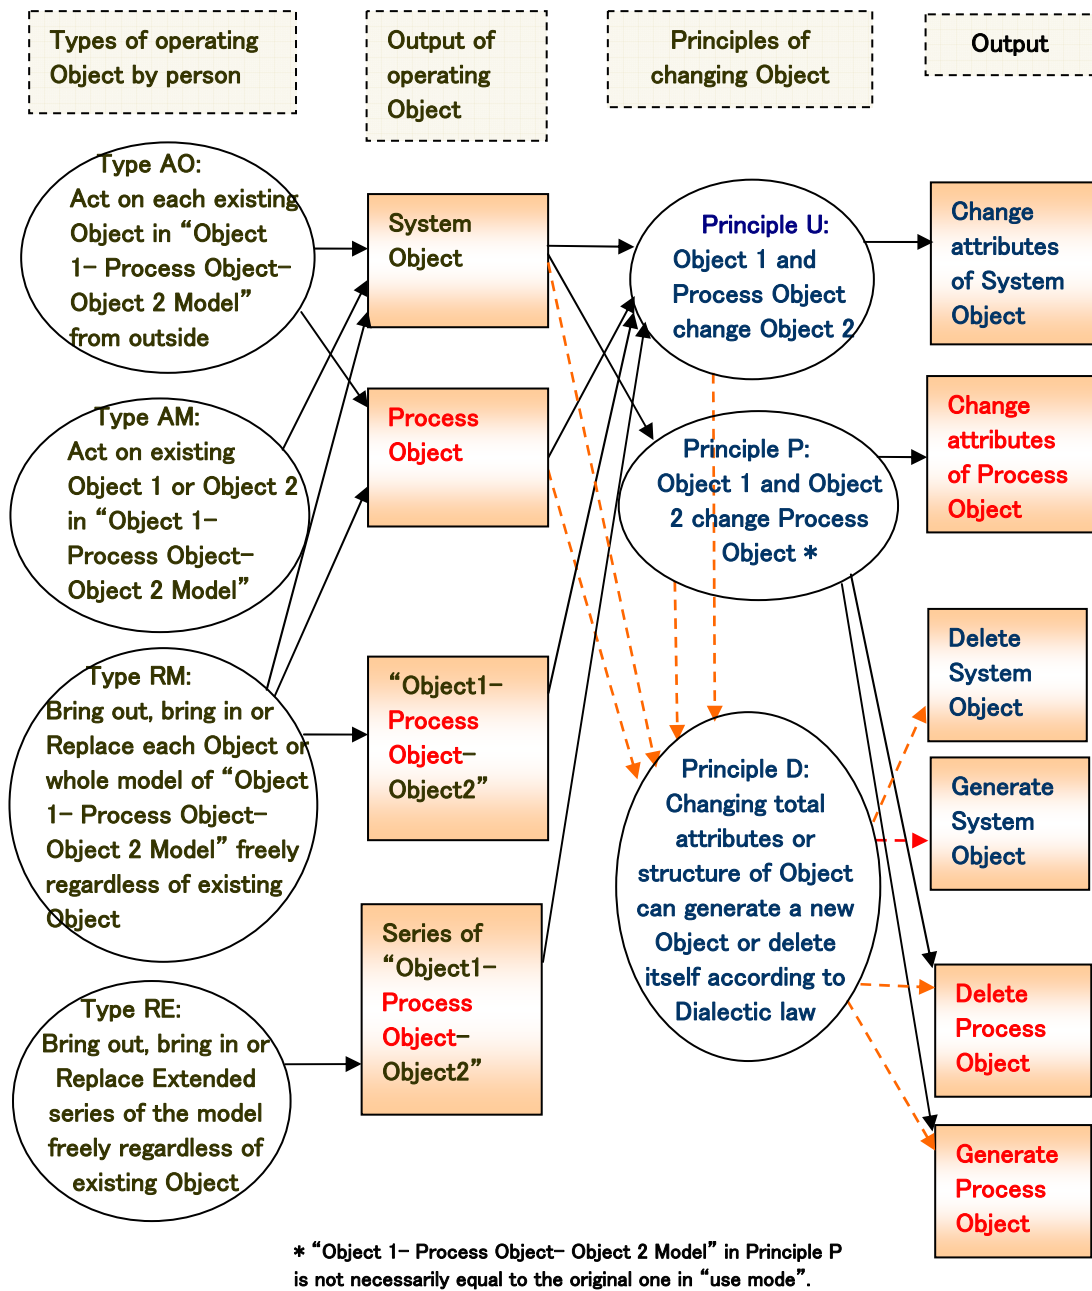 Types of operating
Object by person
Output of
operating
Object
Principles of
changing Object
Output
Type AO:
Act on each existing
Object in “Object
1– Process Object–
Object 2 Model”
from outside
Type AM:
Act on existing
Object 1 or Object 2
in “Object 1–
Process Object–
Object 2 Model”
Type RM:
Bring out, bring in or
Replace each Object or
whole model of “Object
1– Process Object–
Object 2 Model” freely
regardless of existing
Object
Type RE:
Bring out, bring in or
Replace Extended
series of the model
freely regardless of
existing Object
System
Object
Process
Object
“Object1–
Process
Object–
Object2”
Series of
“Object1–
Process
Object–
Object2”
Principle U:
Object 1 and
Process Object
change Object 2
Principle P:
Object 1 and Object
2 change Process
Object *
Principle D:
Changing total
attributes or
structure of Object
can generate a new
Object or delete
itself according to
Dialectic law
Change
attributes
of System
Object
Change
attributes
of Process
Object
Delete
System
Object
Generate
System
Object
Delete
Process
Object
Generate
Process
Object
* “Object 1– Process Object– Object 2 Model” in Principle P
is not necessarily equal to the original one in “use mode”.